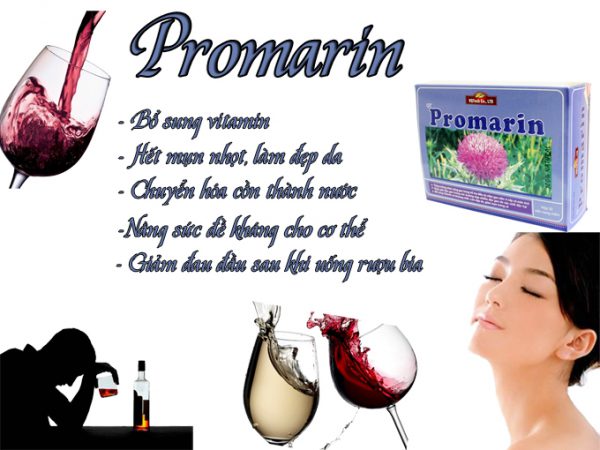 Promarin
- Bổ sung vitamin
- Hết mụn nhọt, làm đẹp da
- Chuyển hóa cồn thành nước
-Nâng sức đề kháng cho cơ thể
- Giảm đau đầu sau khi uống rượu bia
Promarin